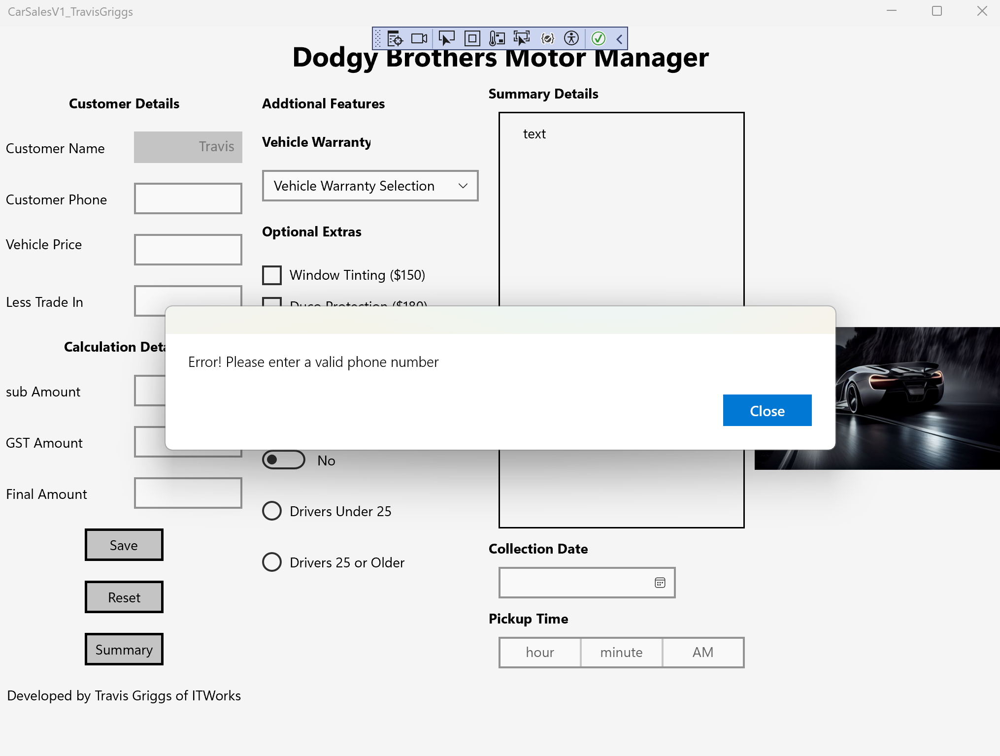 CarSalesV1_TravisGriggs
Dodgy Brothers Motor Manager
Customer Details
Customer Name
Travis
Customer Phone
Vehicle Price
Less Trade In
Calculation Deta
sub Amount
GST Amount
Final Amount
Save
Reset
Summary
Developed by Travis Griggs of ITWorks
Addtional Features
Vehicle Warranty
Vehicle Warranty Selection
Optional Extras
Window Tinting ($150)
Duco Protection ($180)
Error! Please enter a valid phone number
Close
No
Drivers Under 25
Drivers 25 or Older
Summary Details
text
Collection Date
Pickup Time
hour minute AM